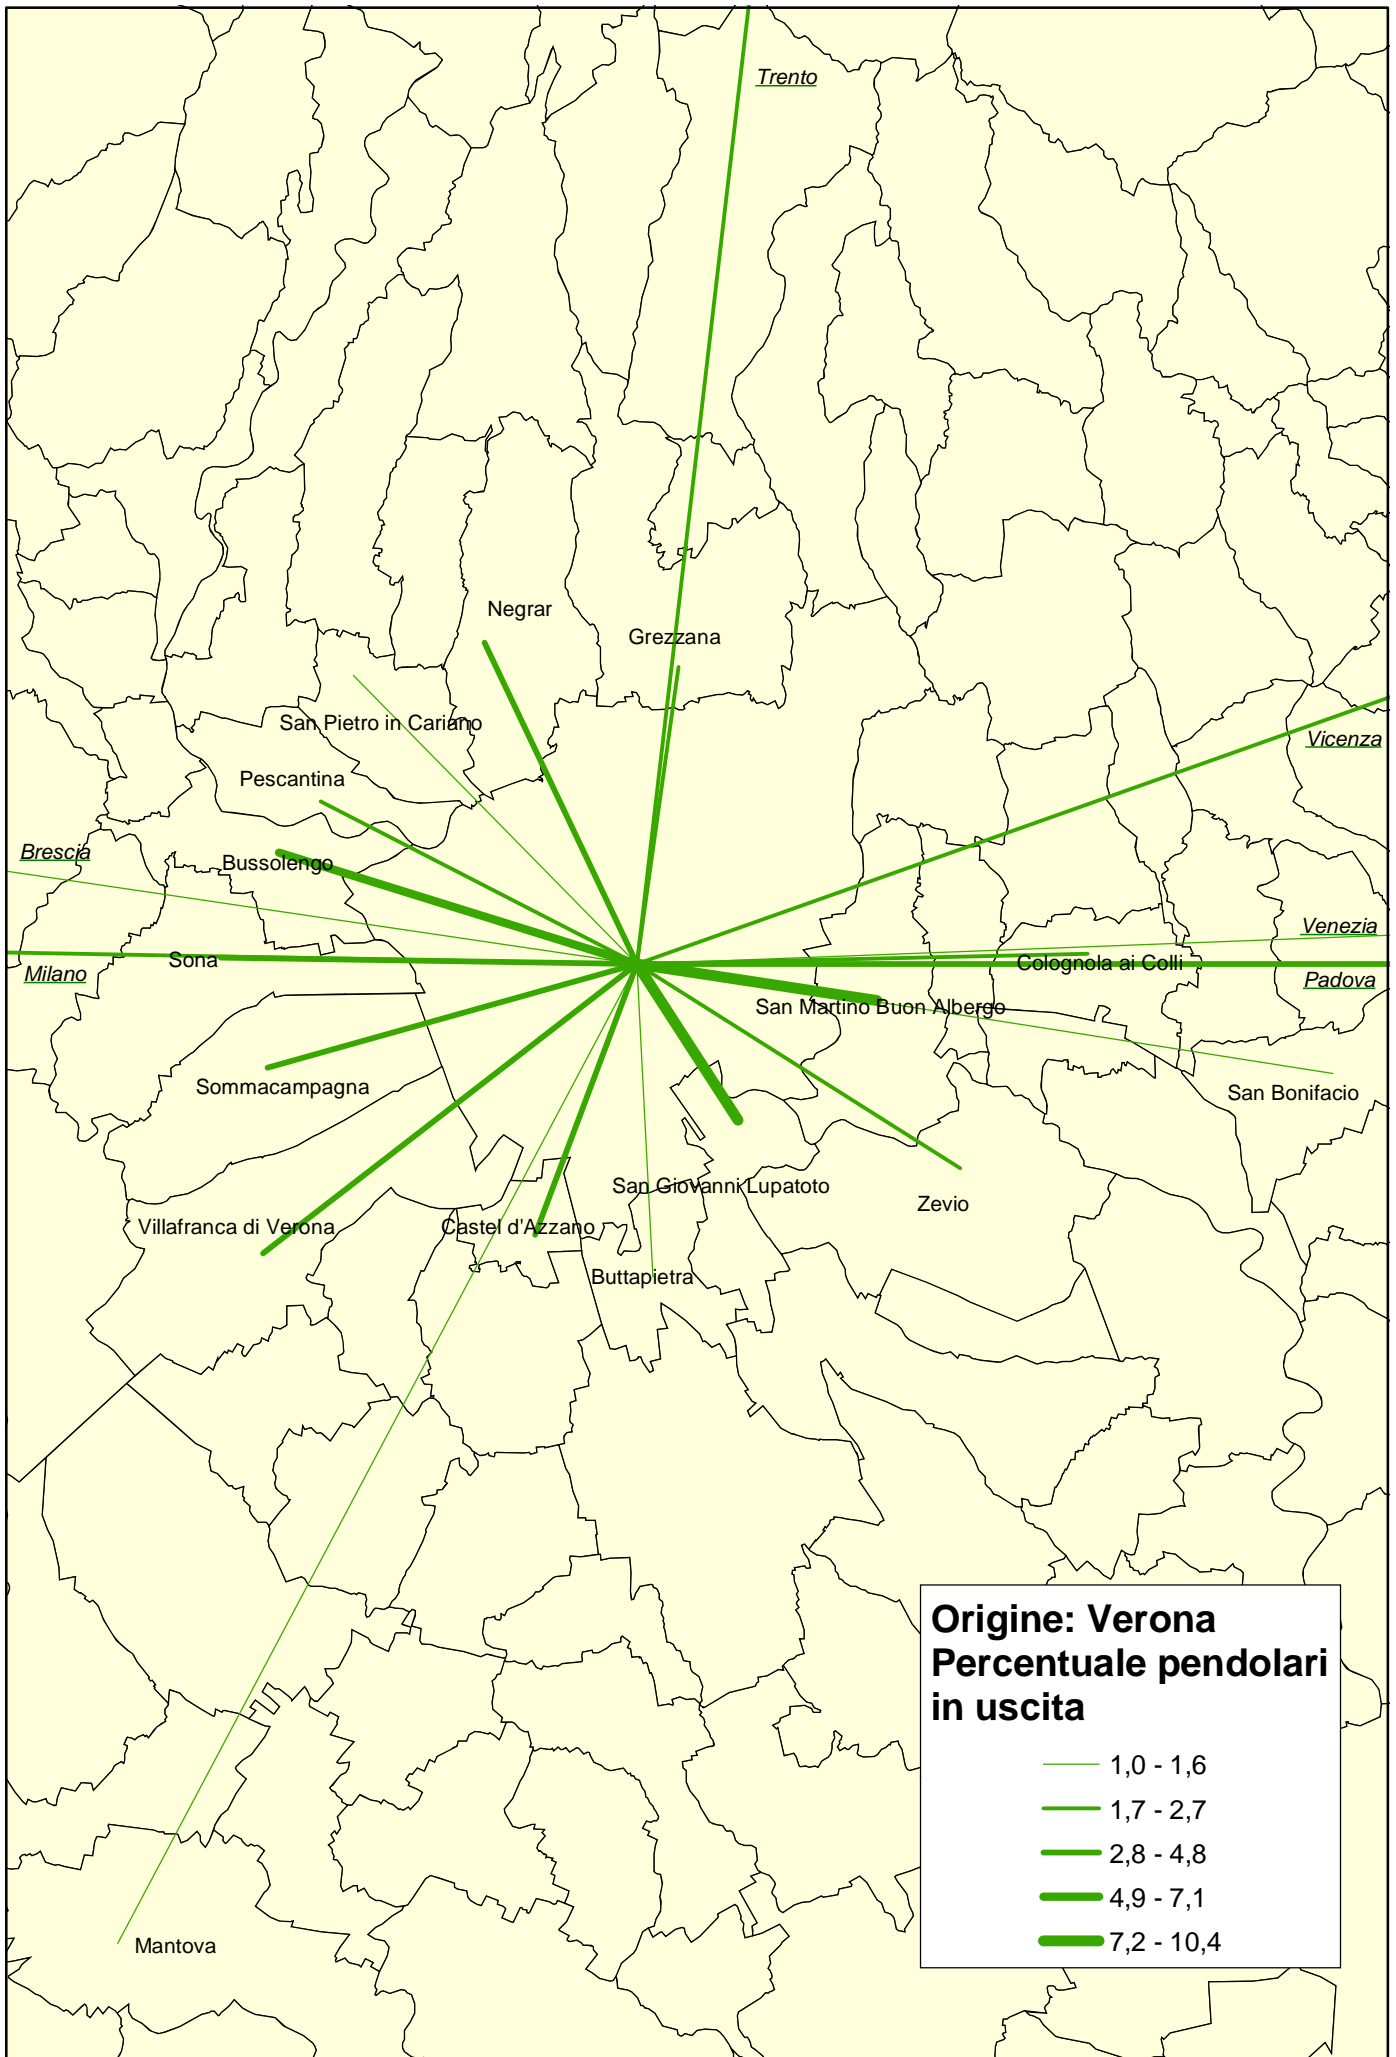 Trento
Negrar
Grezzana
San Pietro in Cariano
Vicenza
Pescantina
Brescia
Bussolengo
Venezia
Sona
Colognola ai Colli
Milano
Padova
San Martino Buon Albergo
Sommacampagna
San Bonifacio
San Giovanni Lupatoto
Zevio
Villafranca di Verona
Castel d'Azzano
Buttapietra
Origine: Verona
Percentuale pendolari
in uscita
1,0 - 1,6
1,7 - 2,7
2,8 - 4,8
4,9 - 7,1
7,2 - 10,4
Mantova